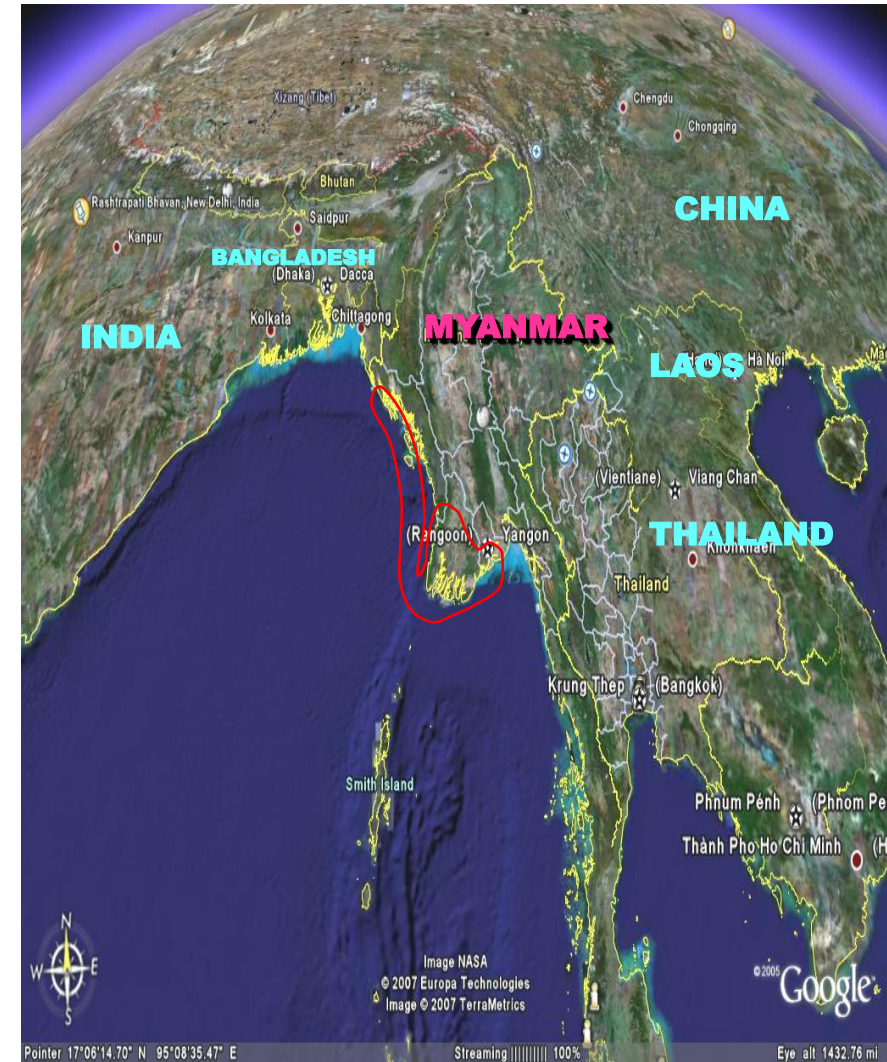 Xizang (Tibet)
Chengdu
Chongqing
Bhutan
Rashtrapati Bhavan, New Delhi, India
CHINA
Saidpur
Kanpur
BANGLADESH
(Dhaka) Dacca
Kolkata
Chittagong
MYANMAR
INDIA
LAOS
Hà Noi
(Vientiane) Viang Chan
(Rangoon) Yangon
THAILAND
Khonkhaen
Thailand
Krung Thep (Bangkok)
Smith Island
Phnum Pénh (Phnom Pe
Thành Pho Ho Chí Minh (H
N
W E
S
Image NASA
© 2007 Europa Technologies
Image © 2007 TerraMetrics
© 2005 Google
Pointer 17°06'14.70" N 95°08'35.47" E Streaming |||||||||| 100% Eye alt 1432.76 mi